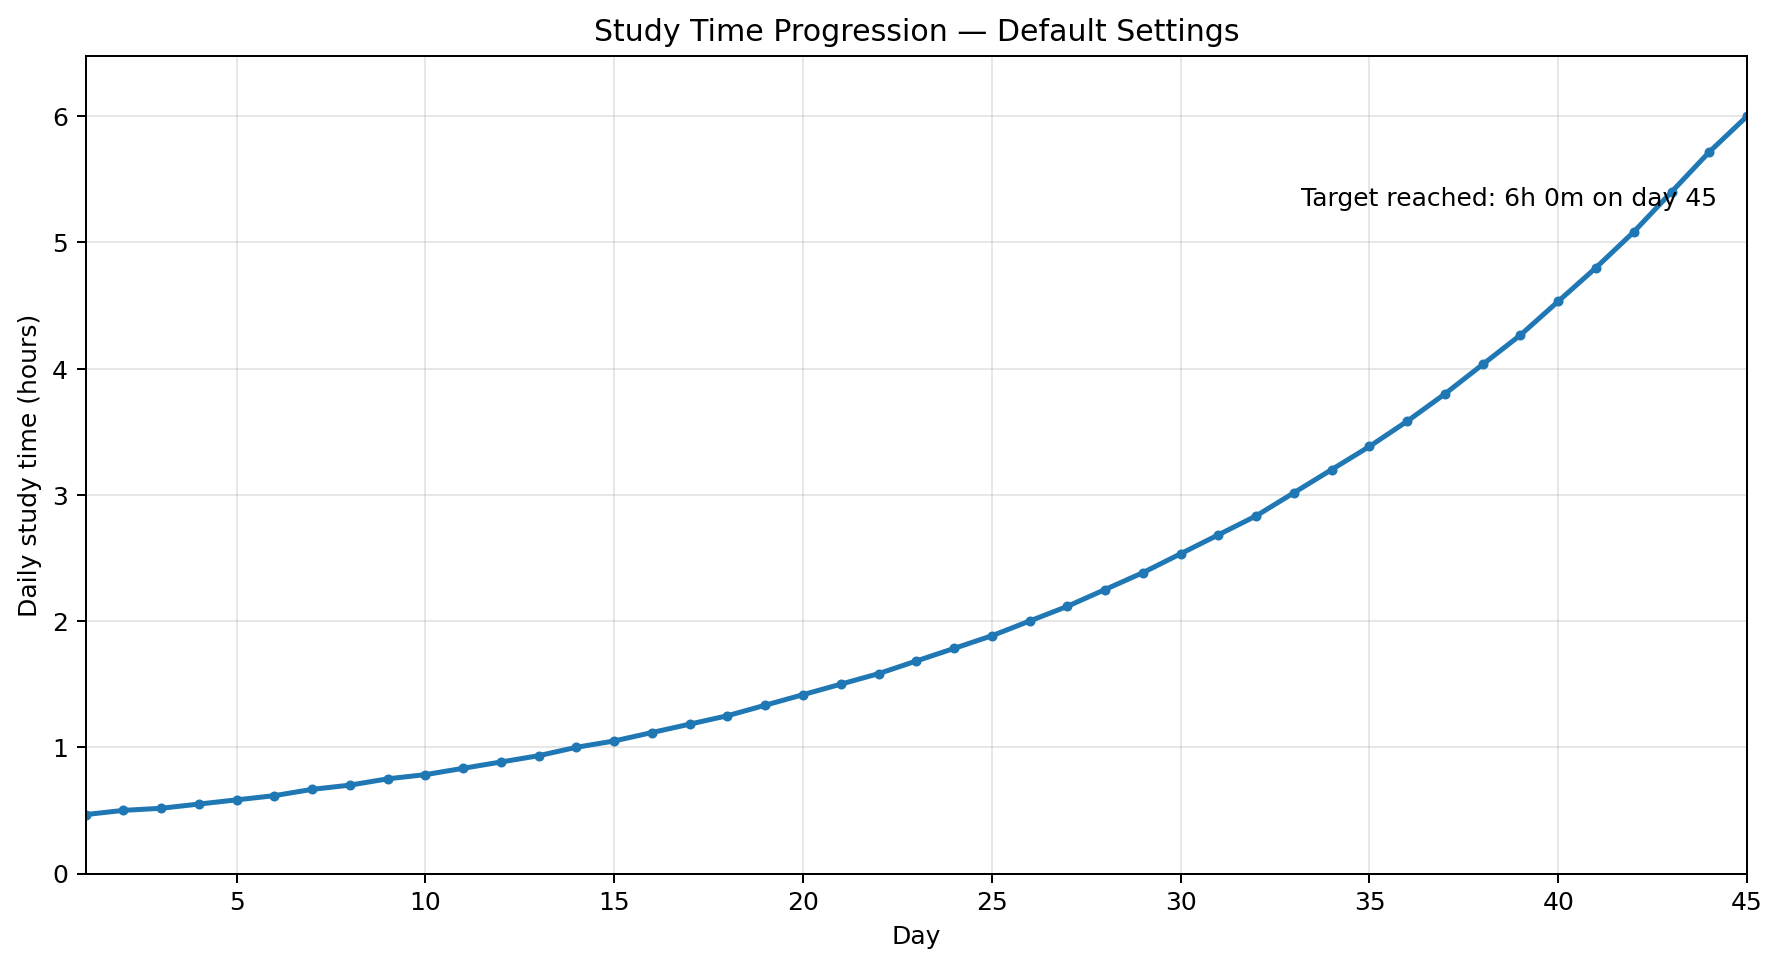 Study Time Progression — Default Settings
6
Target reached: 6h 0m on day 45
5
4
3
2
1
0
Daily study time (hours)
5 10 15 20 25 30 35 40 45
Day